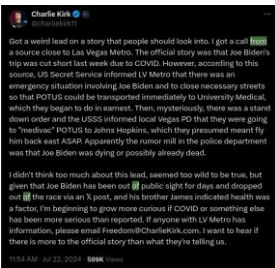 Charlie Kirk
@charliekirk11
Got a weird lead on a story that people should look into. I got a call from
a source close to Las Vegas Metro. The official story was that Joe Biden's
trip was cut short last week due to COVID. However, according to this
source, US Secret Service informed LV Metro that there was an
emergency situation involving Joe Biden and to close necessary streets
so that POTUS could be transported immediately to University Medical,
which they began to do in earnest. Then, mysteriously, there was a stand
down order and the USSS informed local Vegas PD that they were going
to "medivac" POTUS to Johns Hopkins, which they presumed meant fly
him back east ASAP. Apparently the rumor mill in the police department
was that Joe Biden was dying or possibly already dead.
I didn't think too much about this lead, seemed too wild to be true, but
given that Joe Biden has been out of public sight for days and dropped
out of the race via an X post, and his brother James indicated health was
a factor, I'm beginning to grow more curious if COVID or something else
has been more serious than reported. If anyone with LV Metro has
information, please email Freedom@CharlieKirk.com. I want to hear if
there is more to the official story than what they're telling us.
11:54 AM · Jul 22, 2024 · 599K Views